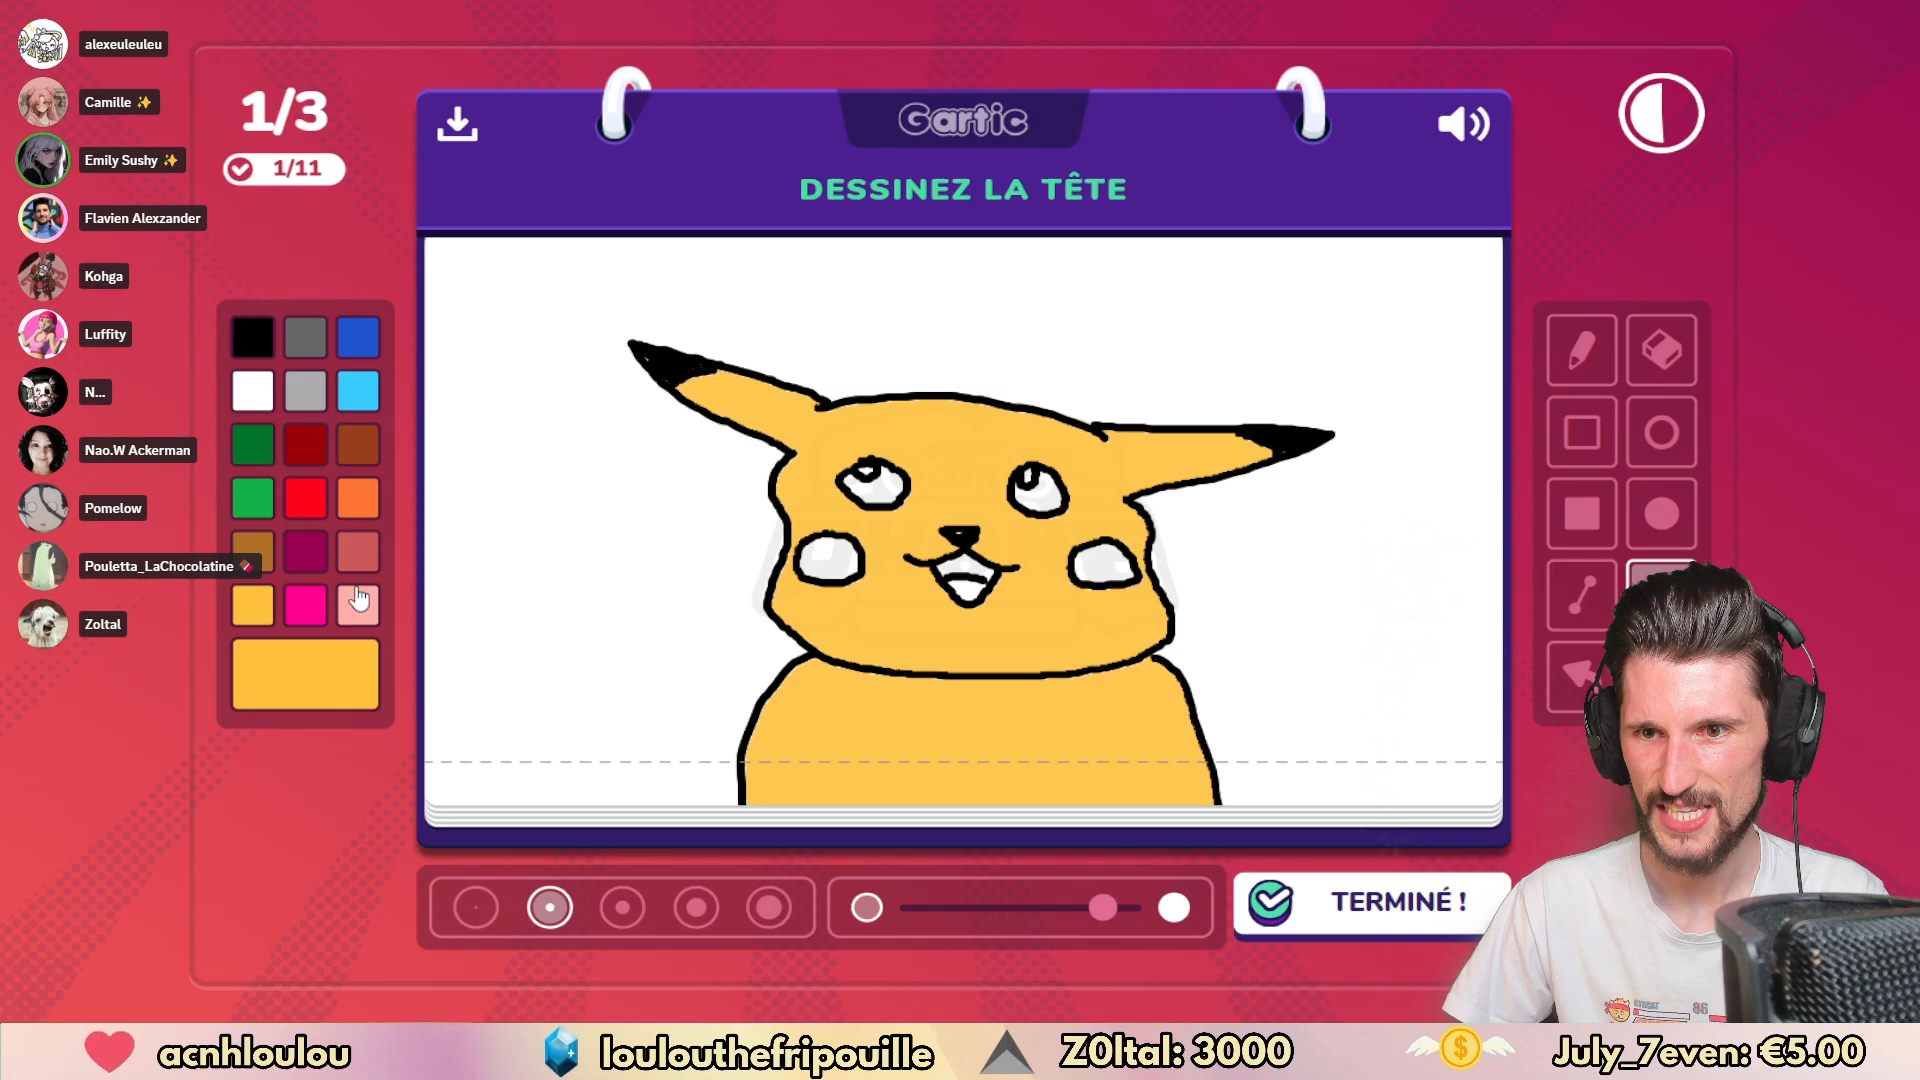 alexeuleuleu
Camille ✨
Emily Sushy ✨
Flavien Alexzander
Kohga
Luffity
N...
Nao.W Ackerman
Pomelow
Pouletta_LaChocolatine
Zoltal
1/3
1/11
Gartic
DESSINEZ LA TÊTE
TERMINÉ !
86
acnhloulou
loulouthefripouille
Z0ltal: 3000
July_7even: €5.00